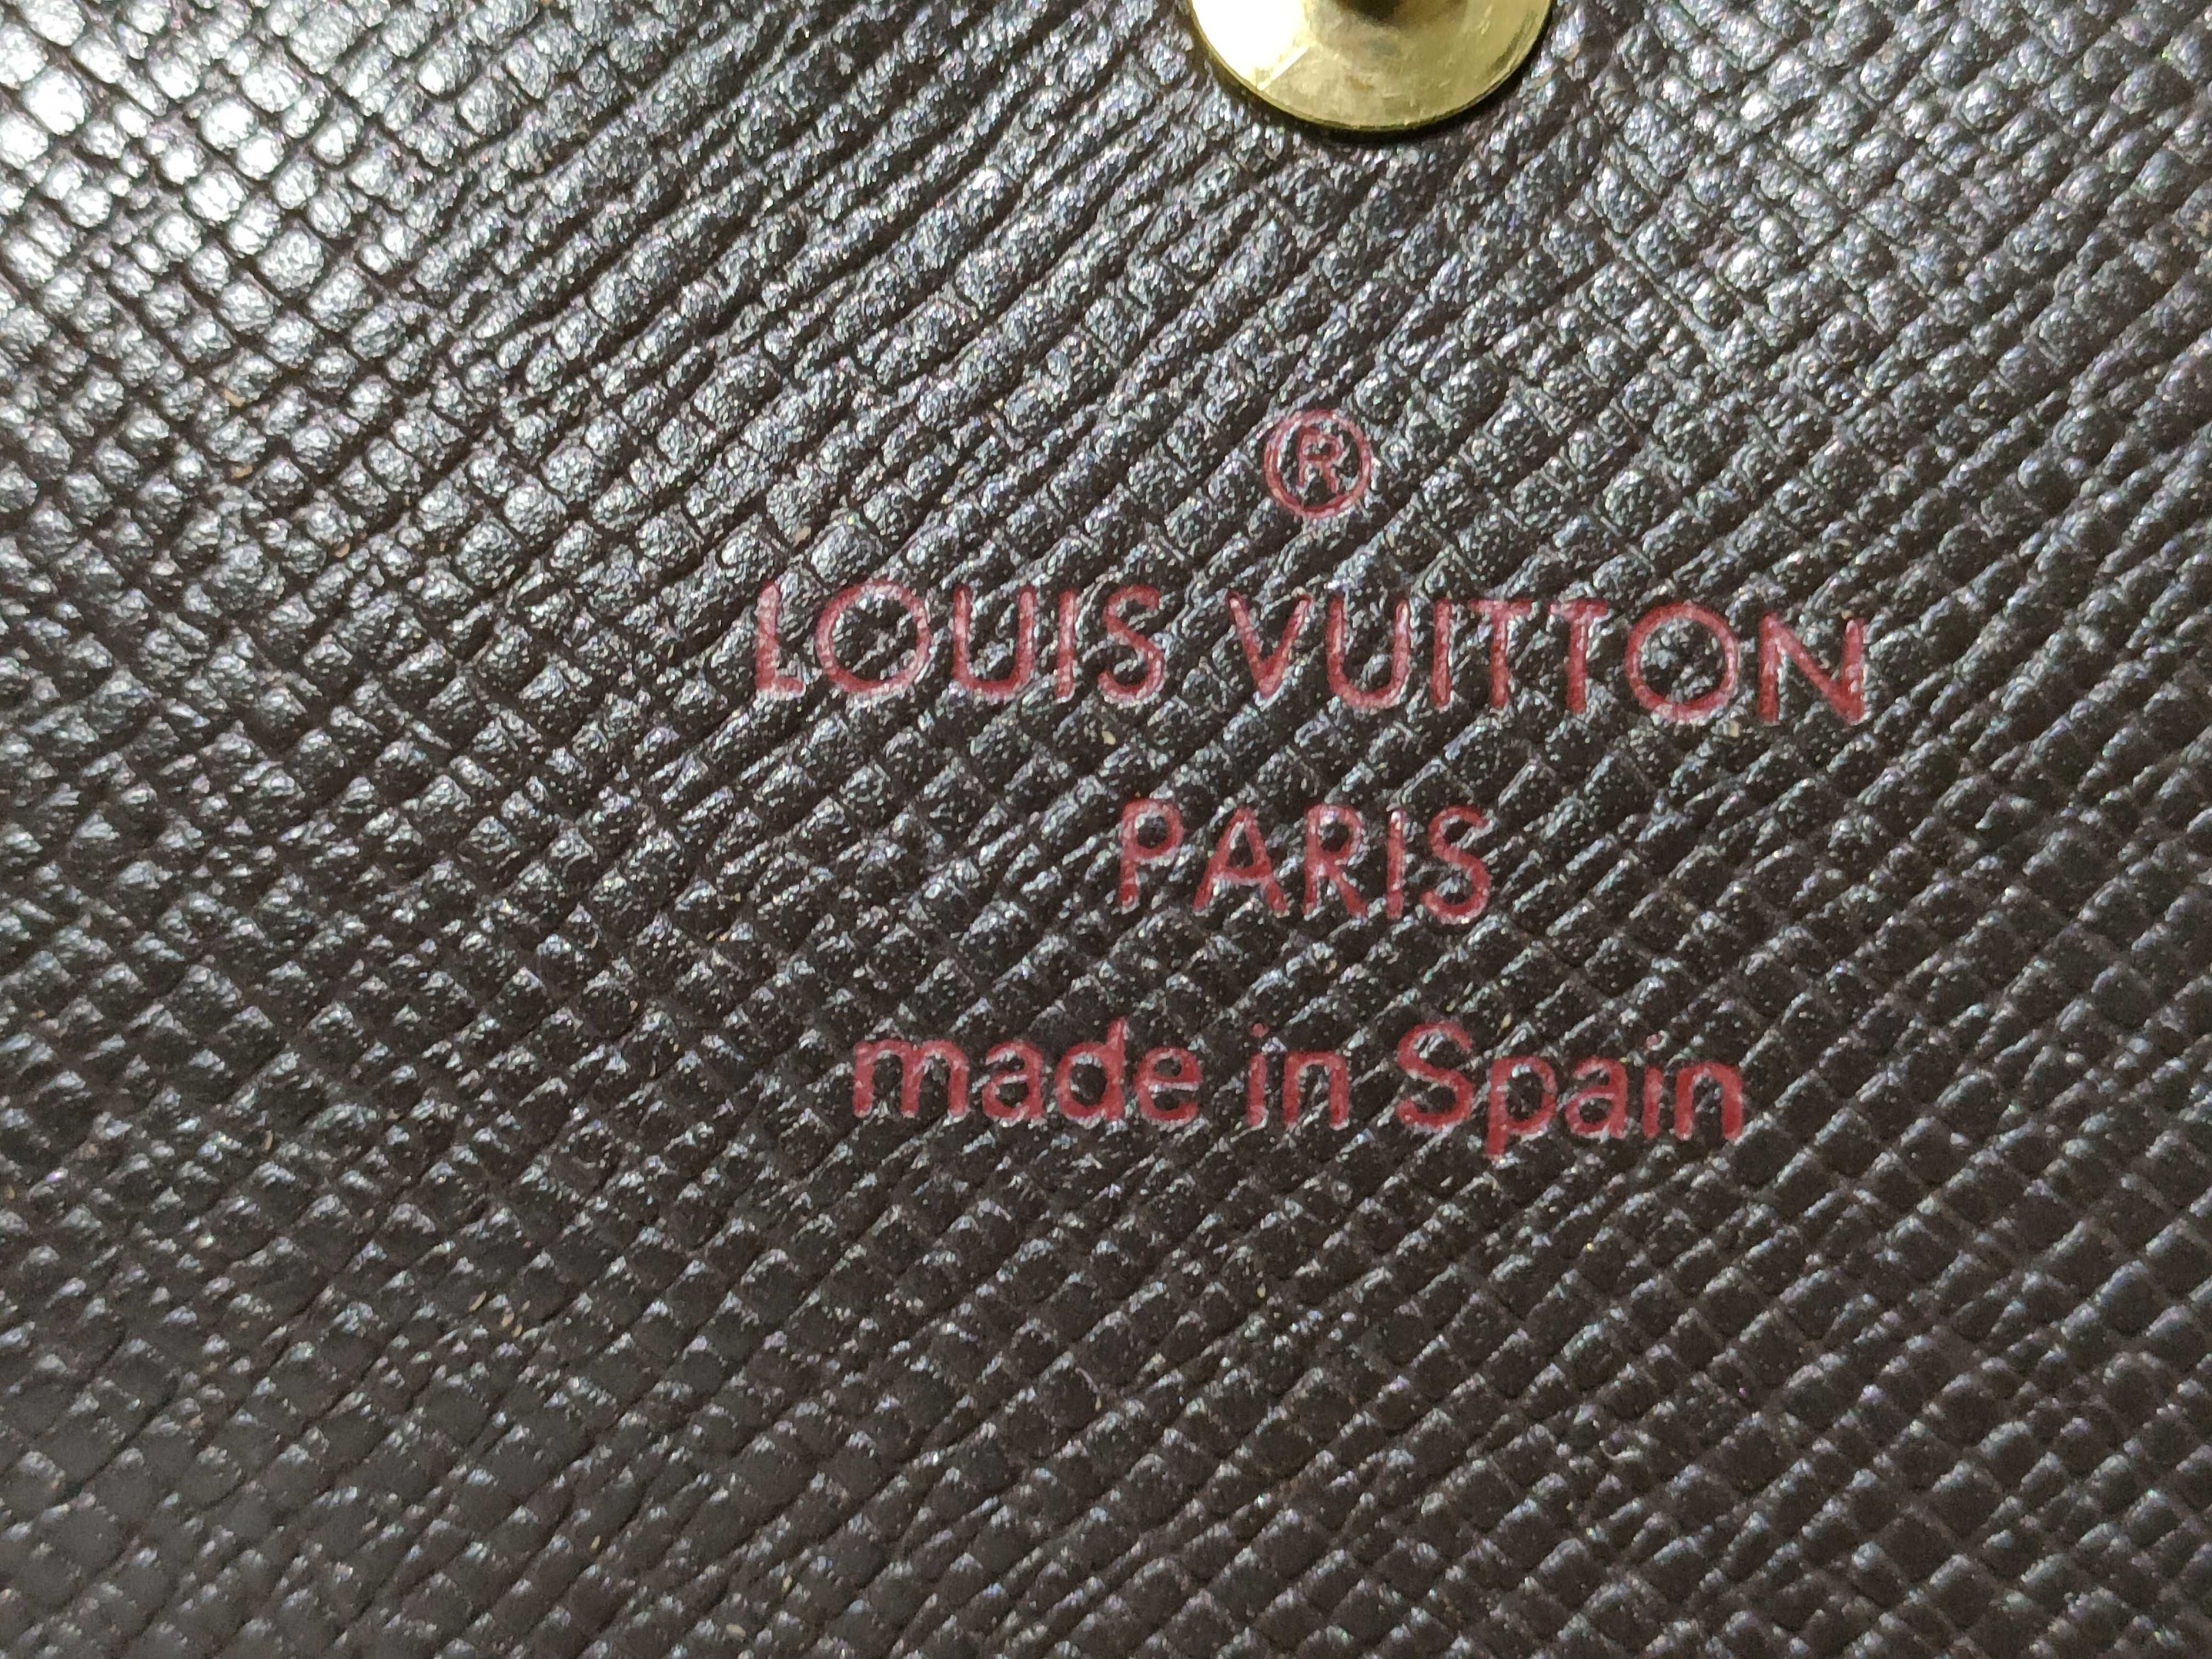 ®
LOUIS VUITTON
PARIS
made in Spain